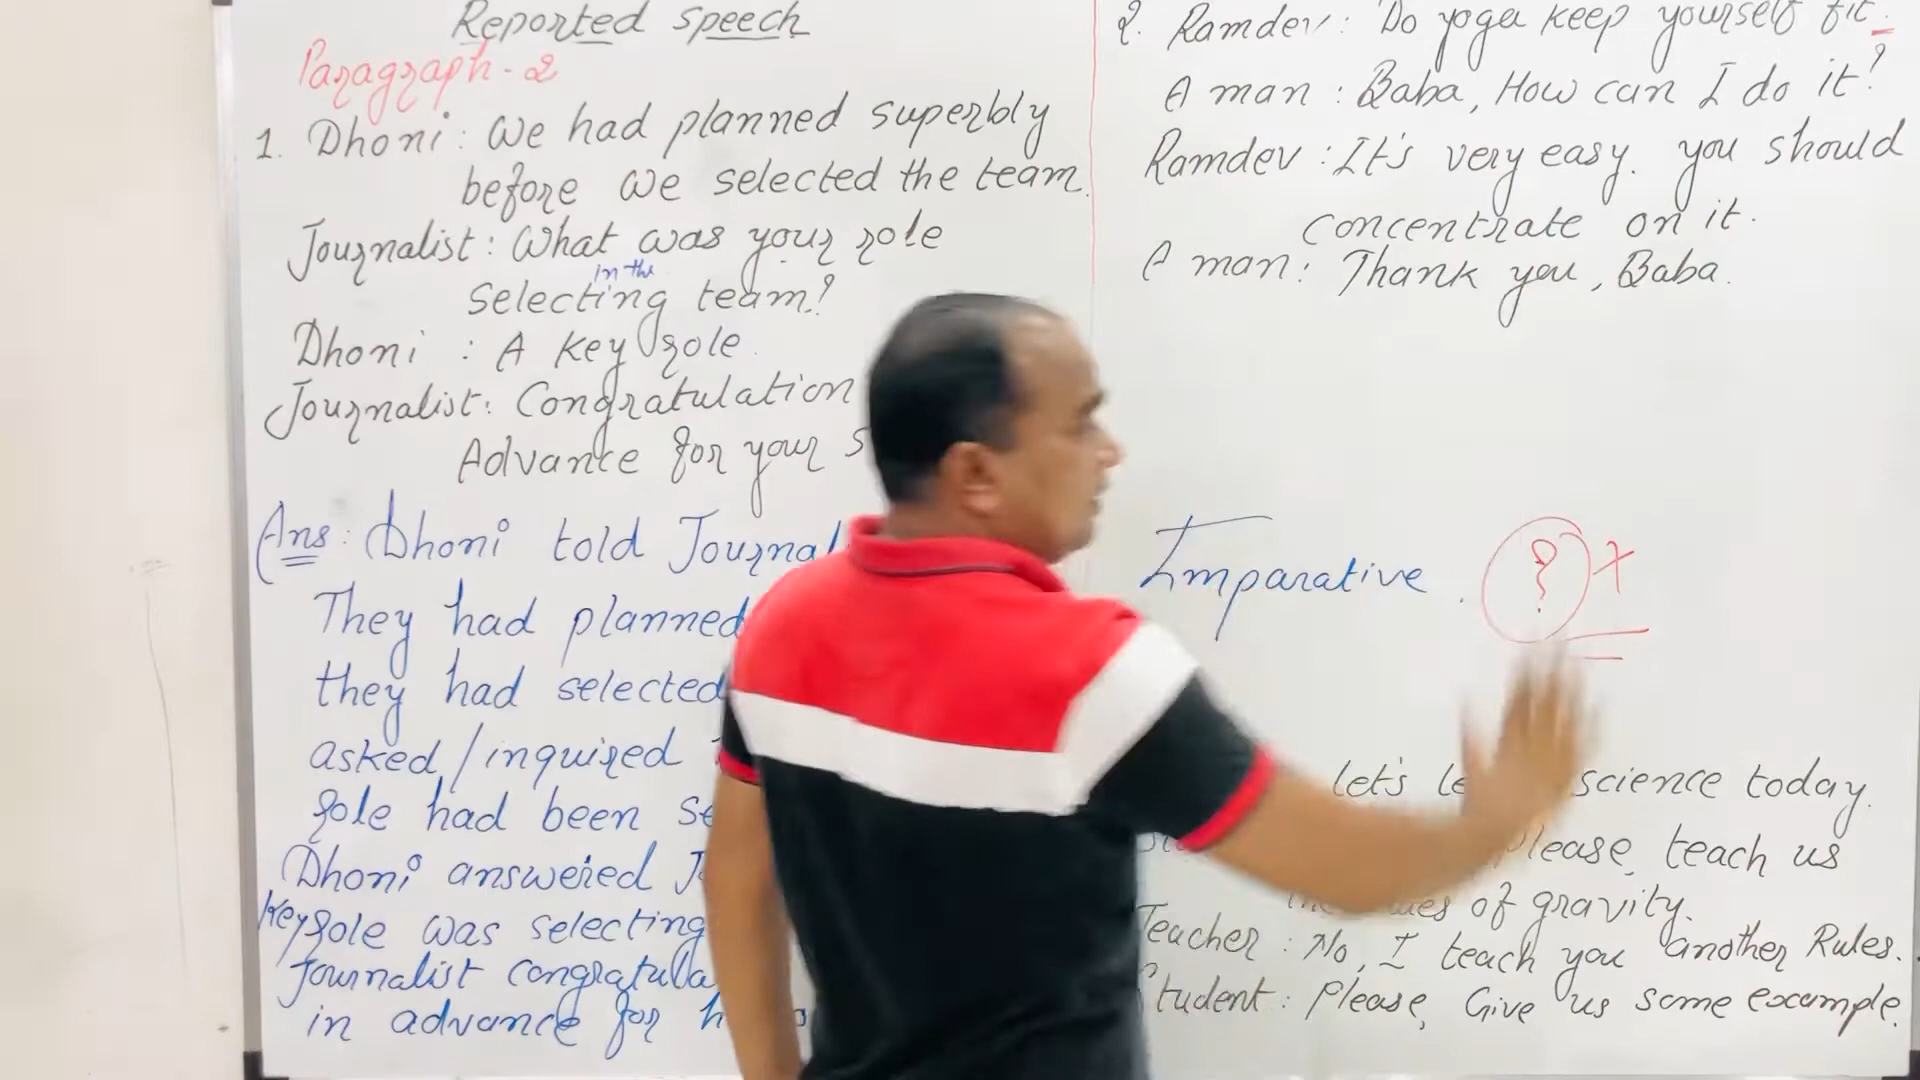 Reported Speech
Paragraph-2
1. Dhoni: We had planned superbly
before we selected the team.
Journalist: What was your role
in the
selecting team?
Dhoni : A key role
Journalist: Congratulation
Advance for your s
Ans: Dhoni told Journal
They had planned
they had selected
asked/inquired
role had been se
Dhoni answered J
key role was selecting
Journalist congratula
in advance for h
2. Ramdev: Do yoga keep yourself fit.
A man: Baba, How can I do it?
Ramdev: It's very easy. you should
concentrate on it.
A man: Thank you, Baba.
Imparative. ? ×
let's le science today.
Please, teach us
of gravity.
Teacher: No, I teach you another Rules.
Student: Please, Give us some example.